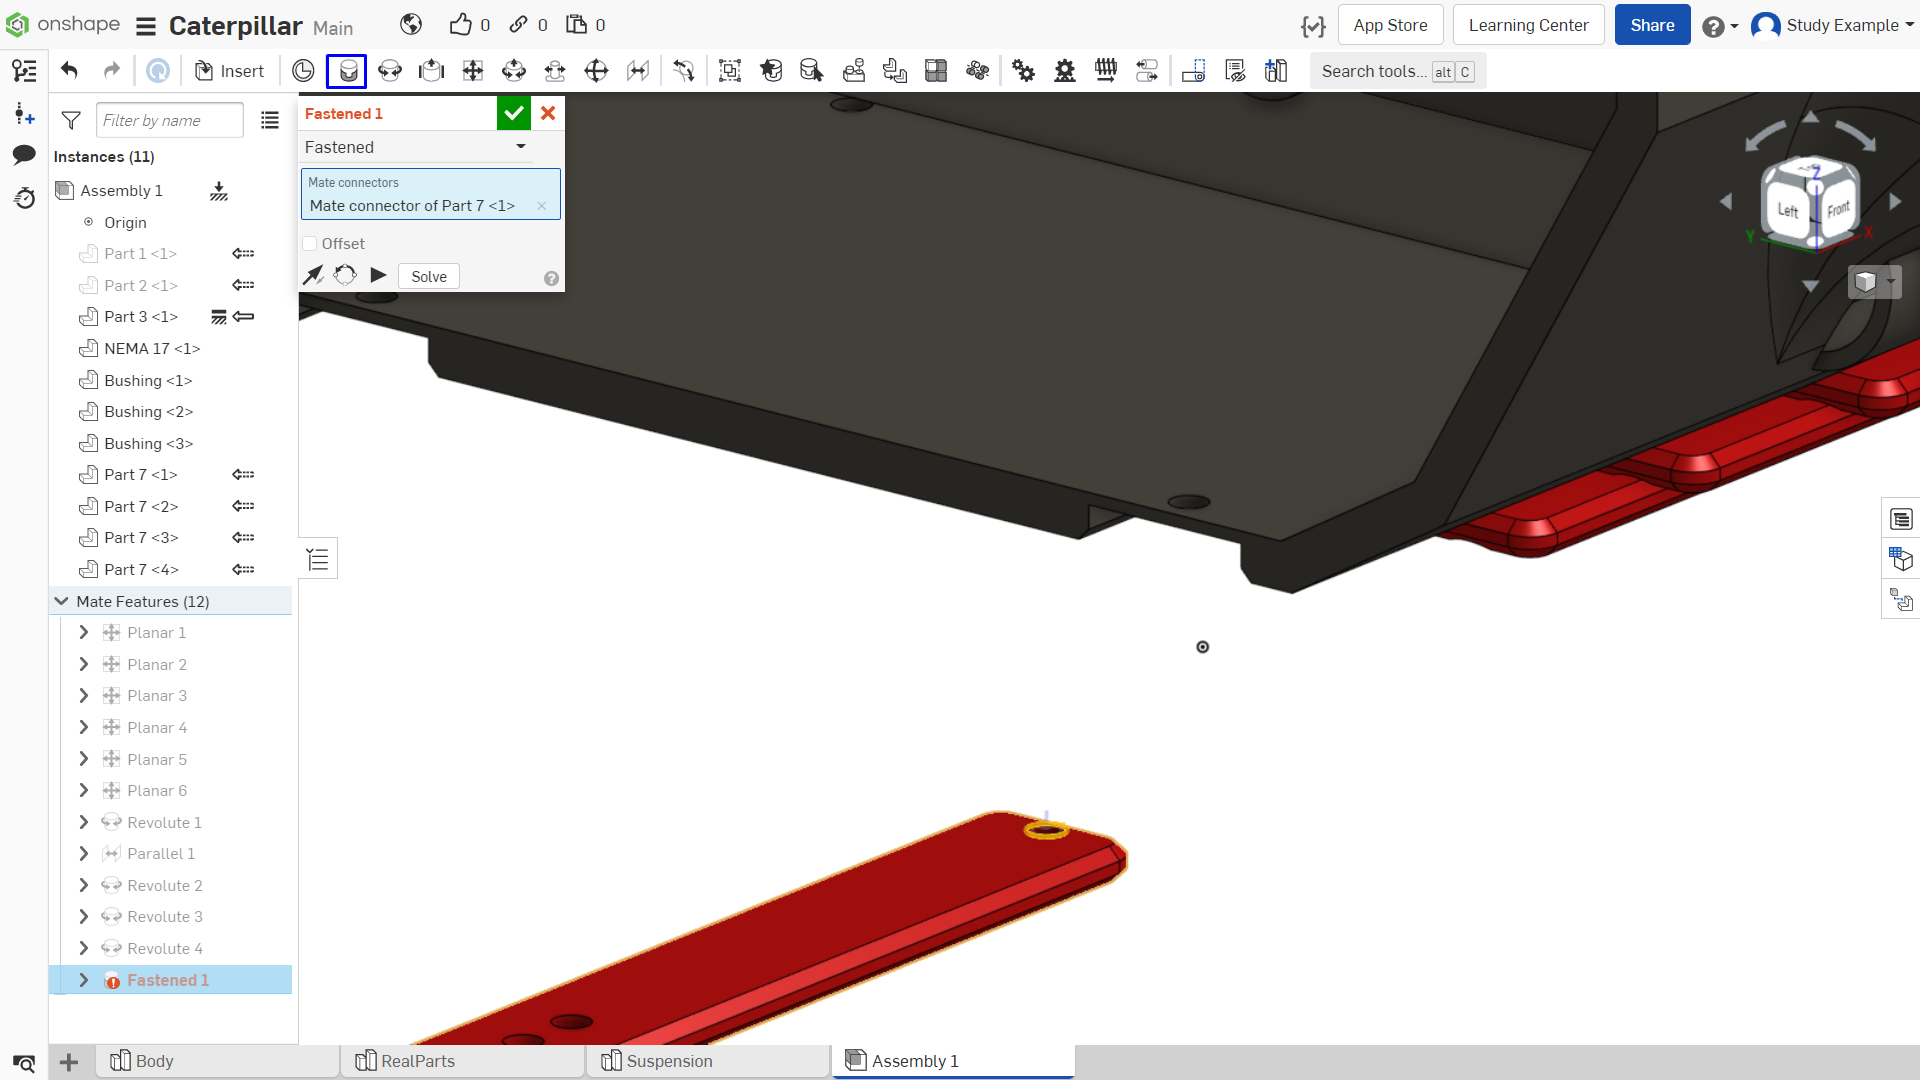 onshape
Caterpillar Main
0
0
0
App Store
Learning Center
Share
Study Example
Insert
Search tools... alt C
Filter by name
Instances (11)
Assembly 1
Origin
Part 1 <1>
Part 2 <1>
Part 3 <1>
NEMA 17 <1>
Bushing <1>
Bushing <2>
Bushing <3>
Part 7 <1>
Part 7 <2>
Part 7 <3>
Part 7 <4>
Mate Features (12)
Planar 1
Planar 2
Planar 3
Planar 4
Planar 5
Planar 6
Revolute 1
Parallel 1
Revolute 2
Revolute 3
Revolute 4
Fastened 1
Fastened 1
Fastened
Mate connectors
Mate connector of Part 7 <1>
Offset
Solve
Z
Left
Front
Y
X
Body
RealParts
Suspension
Assembly 1